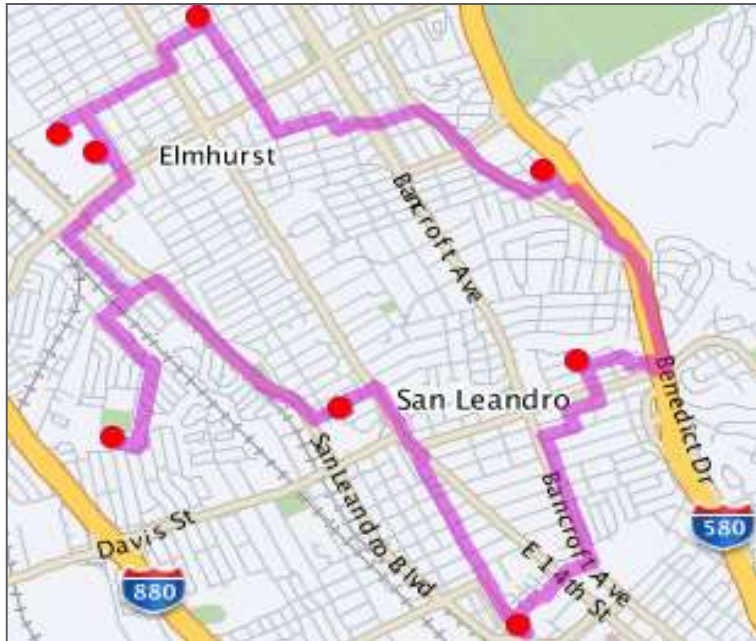 Elmhurst
Bancroft Ave
San Leandro
Benedict Dr
San Leandro Blvd
Bancroft Ave
Davis St
E 14th St
580
880